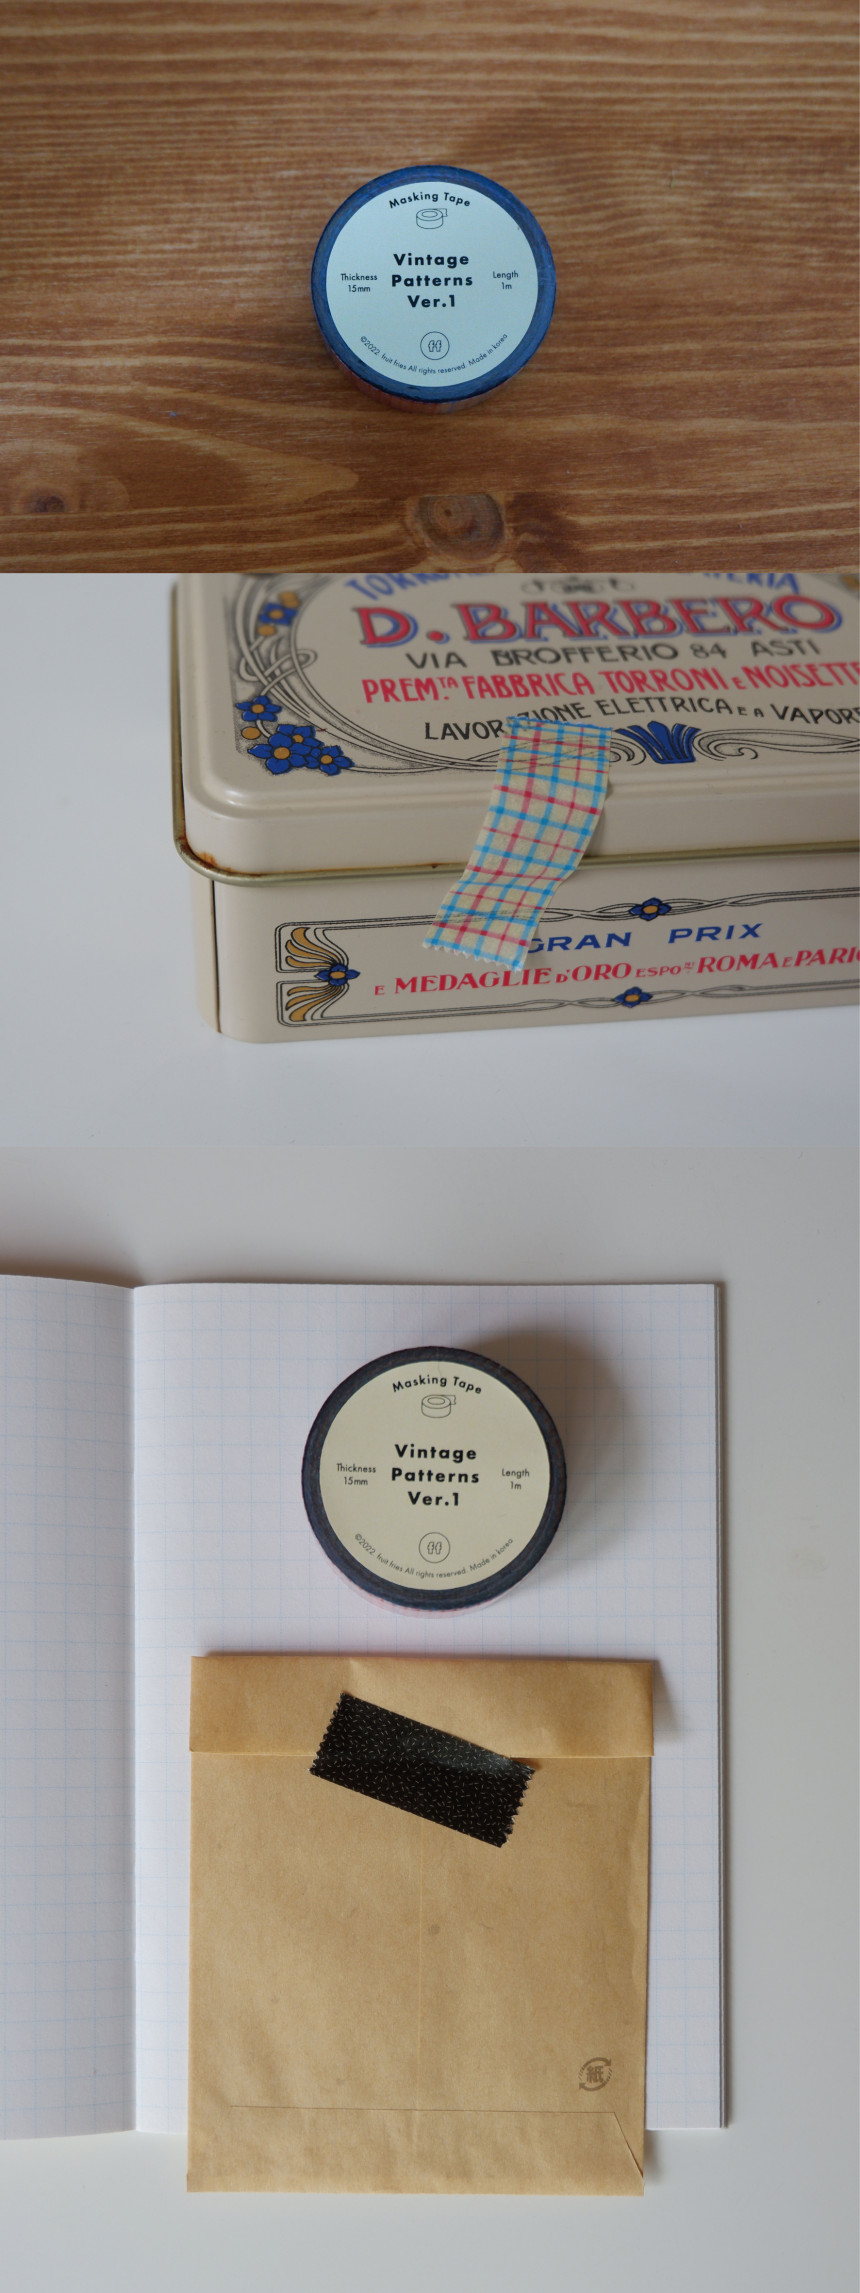 Masking Tape
Vintage
Patterns
Ver.1
Thickness
15mm
Length
1m
©2022. fruit fries All rights reserved. Made in korea
D. BARBERO
VIA BROFFERIO 84 ASTI
PREM.TA FABBRICA TORRONI E NOISETTE
ELETTRICA E A VAPORE
GRAN PRIX
E MEDAGLIE D'ORO ESPO.NI ROMA E PARIG
Masking Tape
Vintage
Patterns
Ver.1
Thickness
15mm
Length
1m
©2022. fruit fries All rights reserved. Made in korea
紙